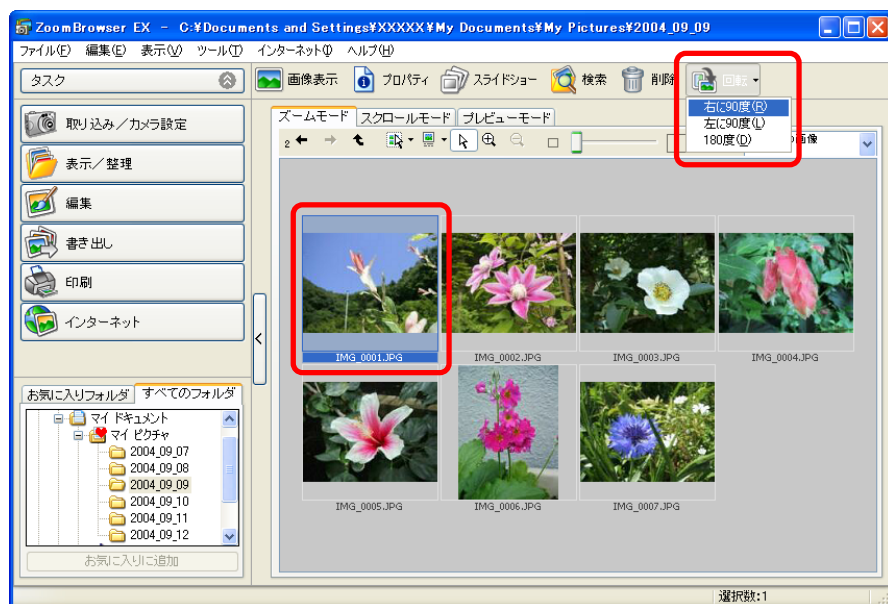 ZoomBrowser EX - C:¥Documents and Settings¥XXXXX¥My Documents¥My Pictures¥2004_09_09
ファイル(F) 編集(E) 表示(V) ツール(T) インターネット(I) ヘルプ(H)
タスク
画像表示 プロパティ スライドショー 検索 削除 回転
右に90度(R)
左に90度(L)
180度(D)
取り込み／カメラ設定
表示／整理
編集
書き出し
印刷
インターネット
ズームモード スクロールモード プレビューモード
2
画像
IMG_0001.JPG IMG_0002.JPG IMG_0003.JPG IMG_0004.JPG
IMG_0005.JPG IMG_0006.JPG IMG_0007.JPG
お気に入りフォルダ すべてのフォルダ
マイ ドキュメント
マイ ピクチャ
2004_09_07
2004_09_08
2004_09_09
2004_09_10
2004_09_11
2004_09_12
お気に入りに追加
選択数:1